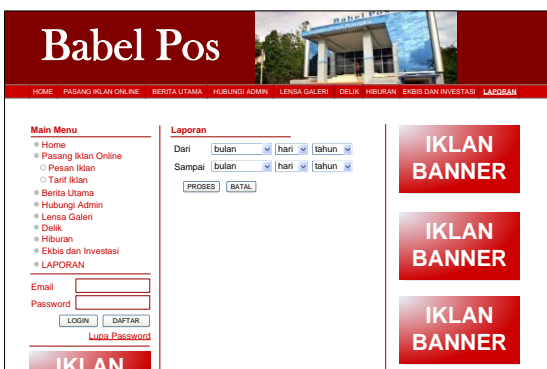 Babel Pos
Babel Pos
HOME PASANG IKLAN ONLINE BERITA UTAMA HUBUNGI ADMIN LENSA GALERI DELIK HIBURAN EKBIS DAN INVESTASI LAPORAN
Main Menu
Home
Pasang Iklan Online
Pesan Iklan
Tarif Iklan
Berita Utama
Hubungi Admin
Lensa Galeri
Delik
Hiburan
Ekbis dan Investasi
LAPORAN
Email
Password
LOGIN DAFTAR
Lupa Password
IKLAN
Laporan
Dari bulan hari tahun
Sampai bulan hari tahun
PROSES BATAL
IKLAN
BANNER
IKLAN
BANNER
IKLAN
BANNER